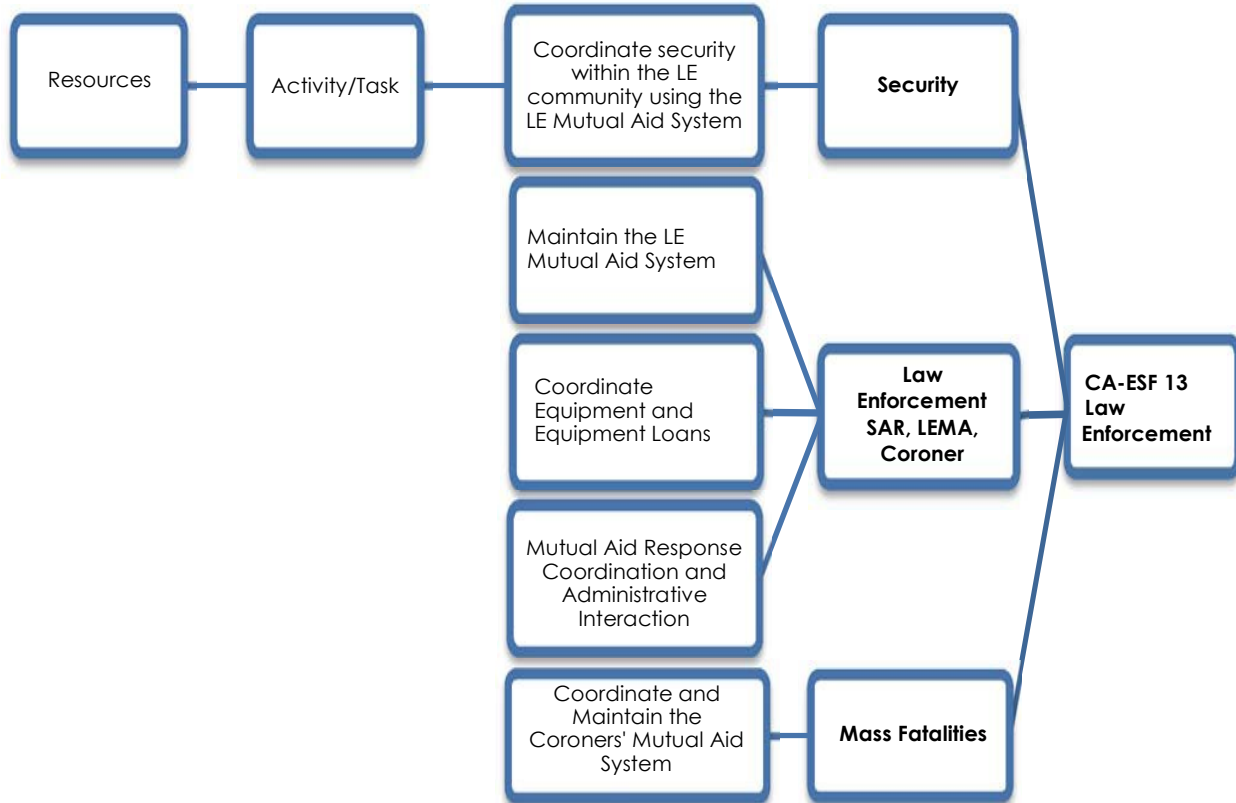 Resources
Activity/Task
Coordinate security
within the LE
community using the
LE Mutual Aid System
Security
Maintain the LE
Mutual Aid System
Coordinate
Equipment and
Equipment Loans
Law
Enforcement
SAR, LEMA,
Coroner
CA-ESF 13
Law
Enforcement
Mutual Aid Response
Coordination and
Administrative
Interaction
Coordinate and
Maintain the
Coroners' Mutual Aid
System
Mass Fatalities